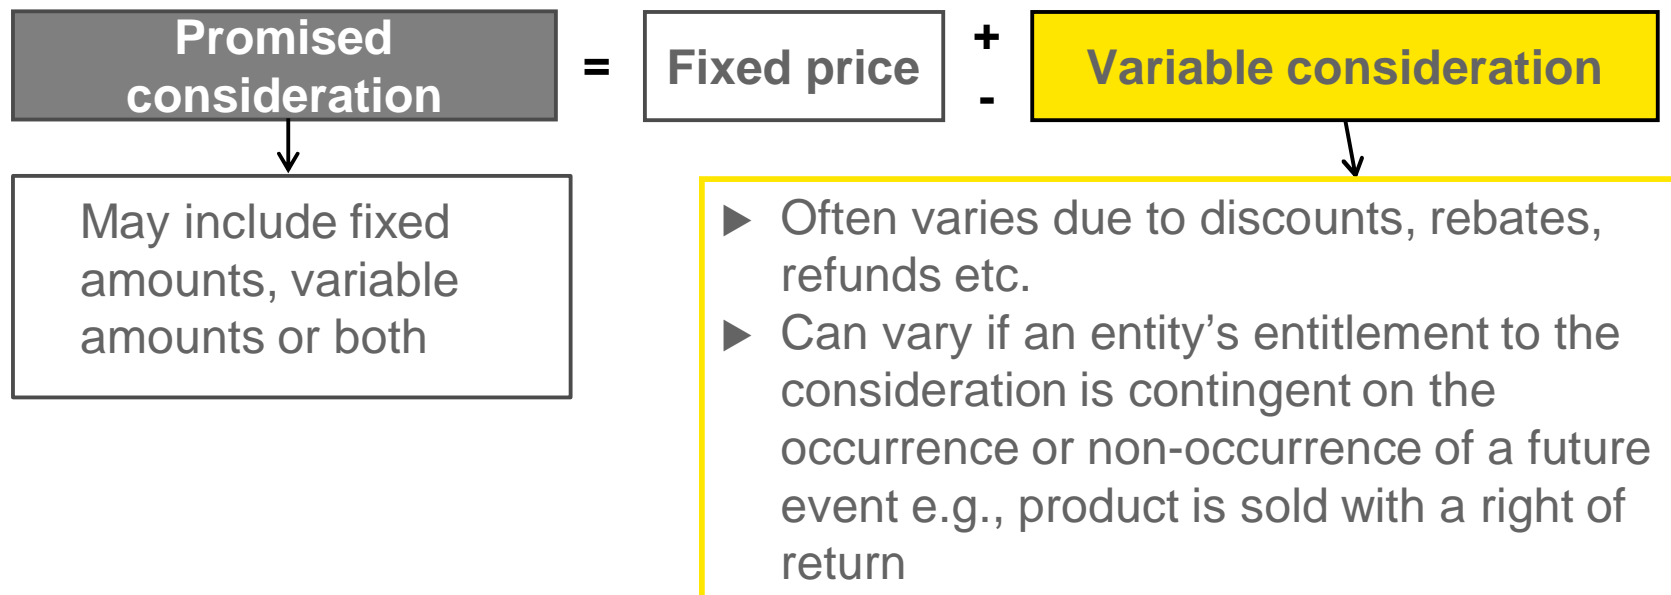 Promised
consideration
=
Fixed price
+
-
Variable consideration
May include fixed
amounts, variable
amounts or both
▶ Often varies due to discounts, rebates,
refunds etc.
▶ Can vary if an entity’s entitlement to the
consideration is contingent on the
occurrence or non-occurrence of a future
event e.g., product is sold with a right of
return